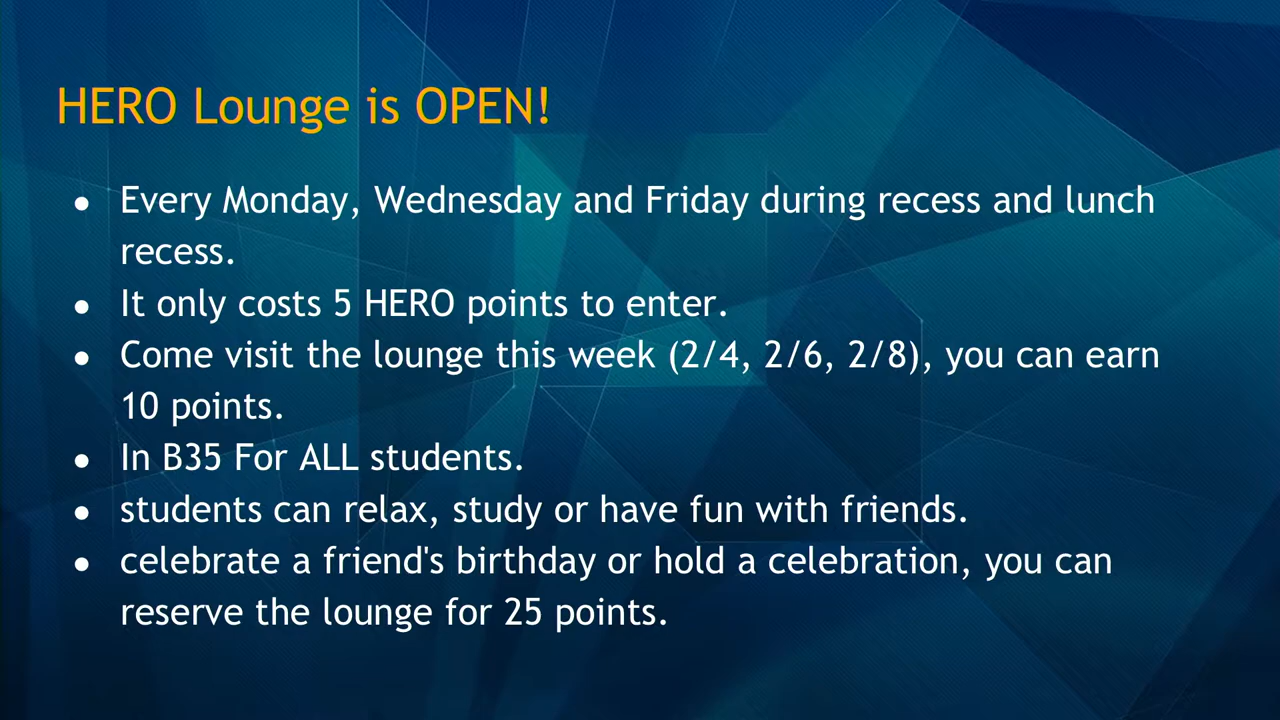 HERO Lounge is OPEN!
● Every Monday, Wednesday and Friday during recess and lunch
recess.
● It only costs 5 HERO points to enter.
● Come visit the lounge this week (2/4, 2/6, 2/8), you can earn
10 points.
● In B35 For ALL students.
● students can relax, study or have fun with friends.
● celebrate a friend's birthday or hold a celebration, you can
reserve the lounge for 25 points.